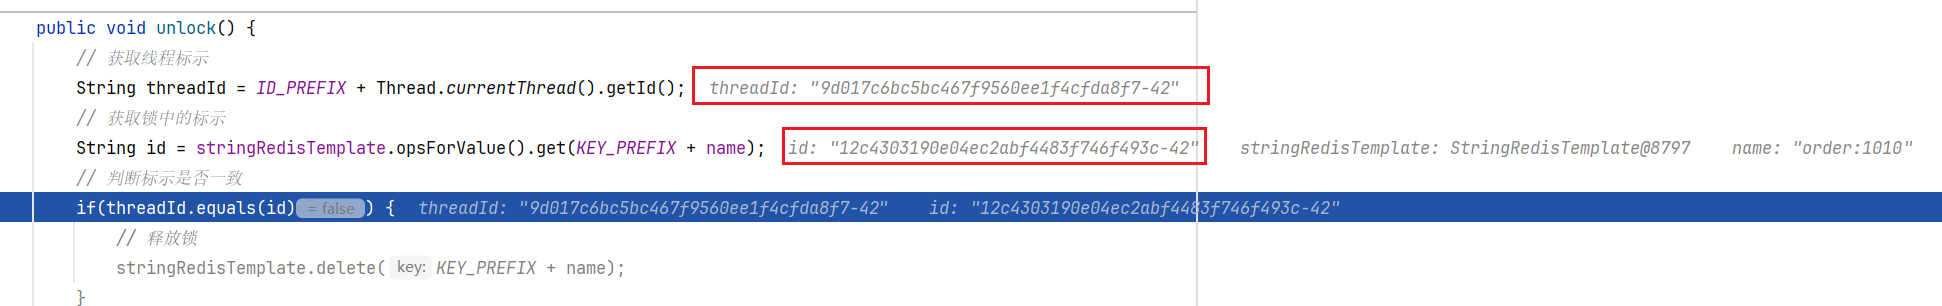 public void unlock() {
// 获取线程标示
String threadId = ID_PREFIX + Thread.currentThread().getId(); threadId: "9d017c6bc5bc467f9560ee1f4cfda8f7-42"
// 获取锁中的标示
String id = stringRedisTemplate.opsForValue().get(KEY_PREFIX + name); id: "12c4303190e04ec2abf4483f746f493c-42" stringRedisTemplate: StringRedisTemplate@8797 name: "order:1010"
// 判断标示是否一致
if(threadId.equals(id) = false ) { threadId: "9d017c6bc5bc467f9560ee1f4cfda8f7-42" id: "12c4303190e04ec2abf4483f746f493c-42"
// 释放锁
stringRedisTemplate.delete( key: KEY_PREFIX + name);
}